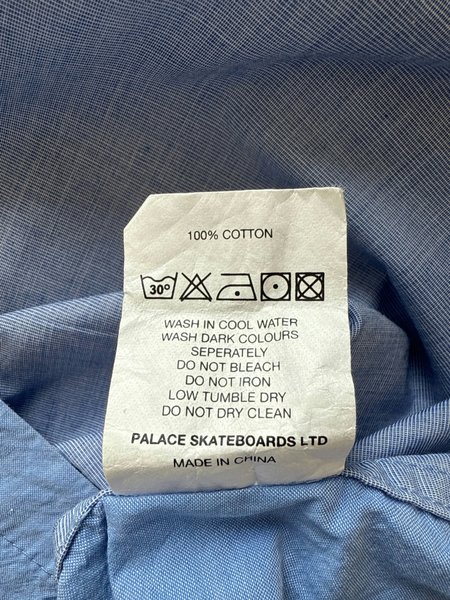 100% COTTON
30°
WASH IN COOL WATER
WASH DARK COLOURS
SEPERATELY
DO NOT BLEACH
DO NOT IRON
LOW TUMBLE DRY
DO NOT DRY CLEAN
PALACE SKATEBOARDS LTD
MADE IN CHINA